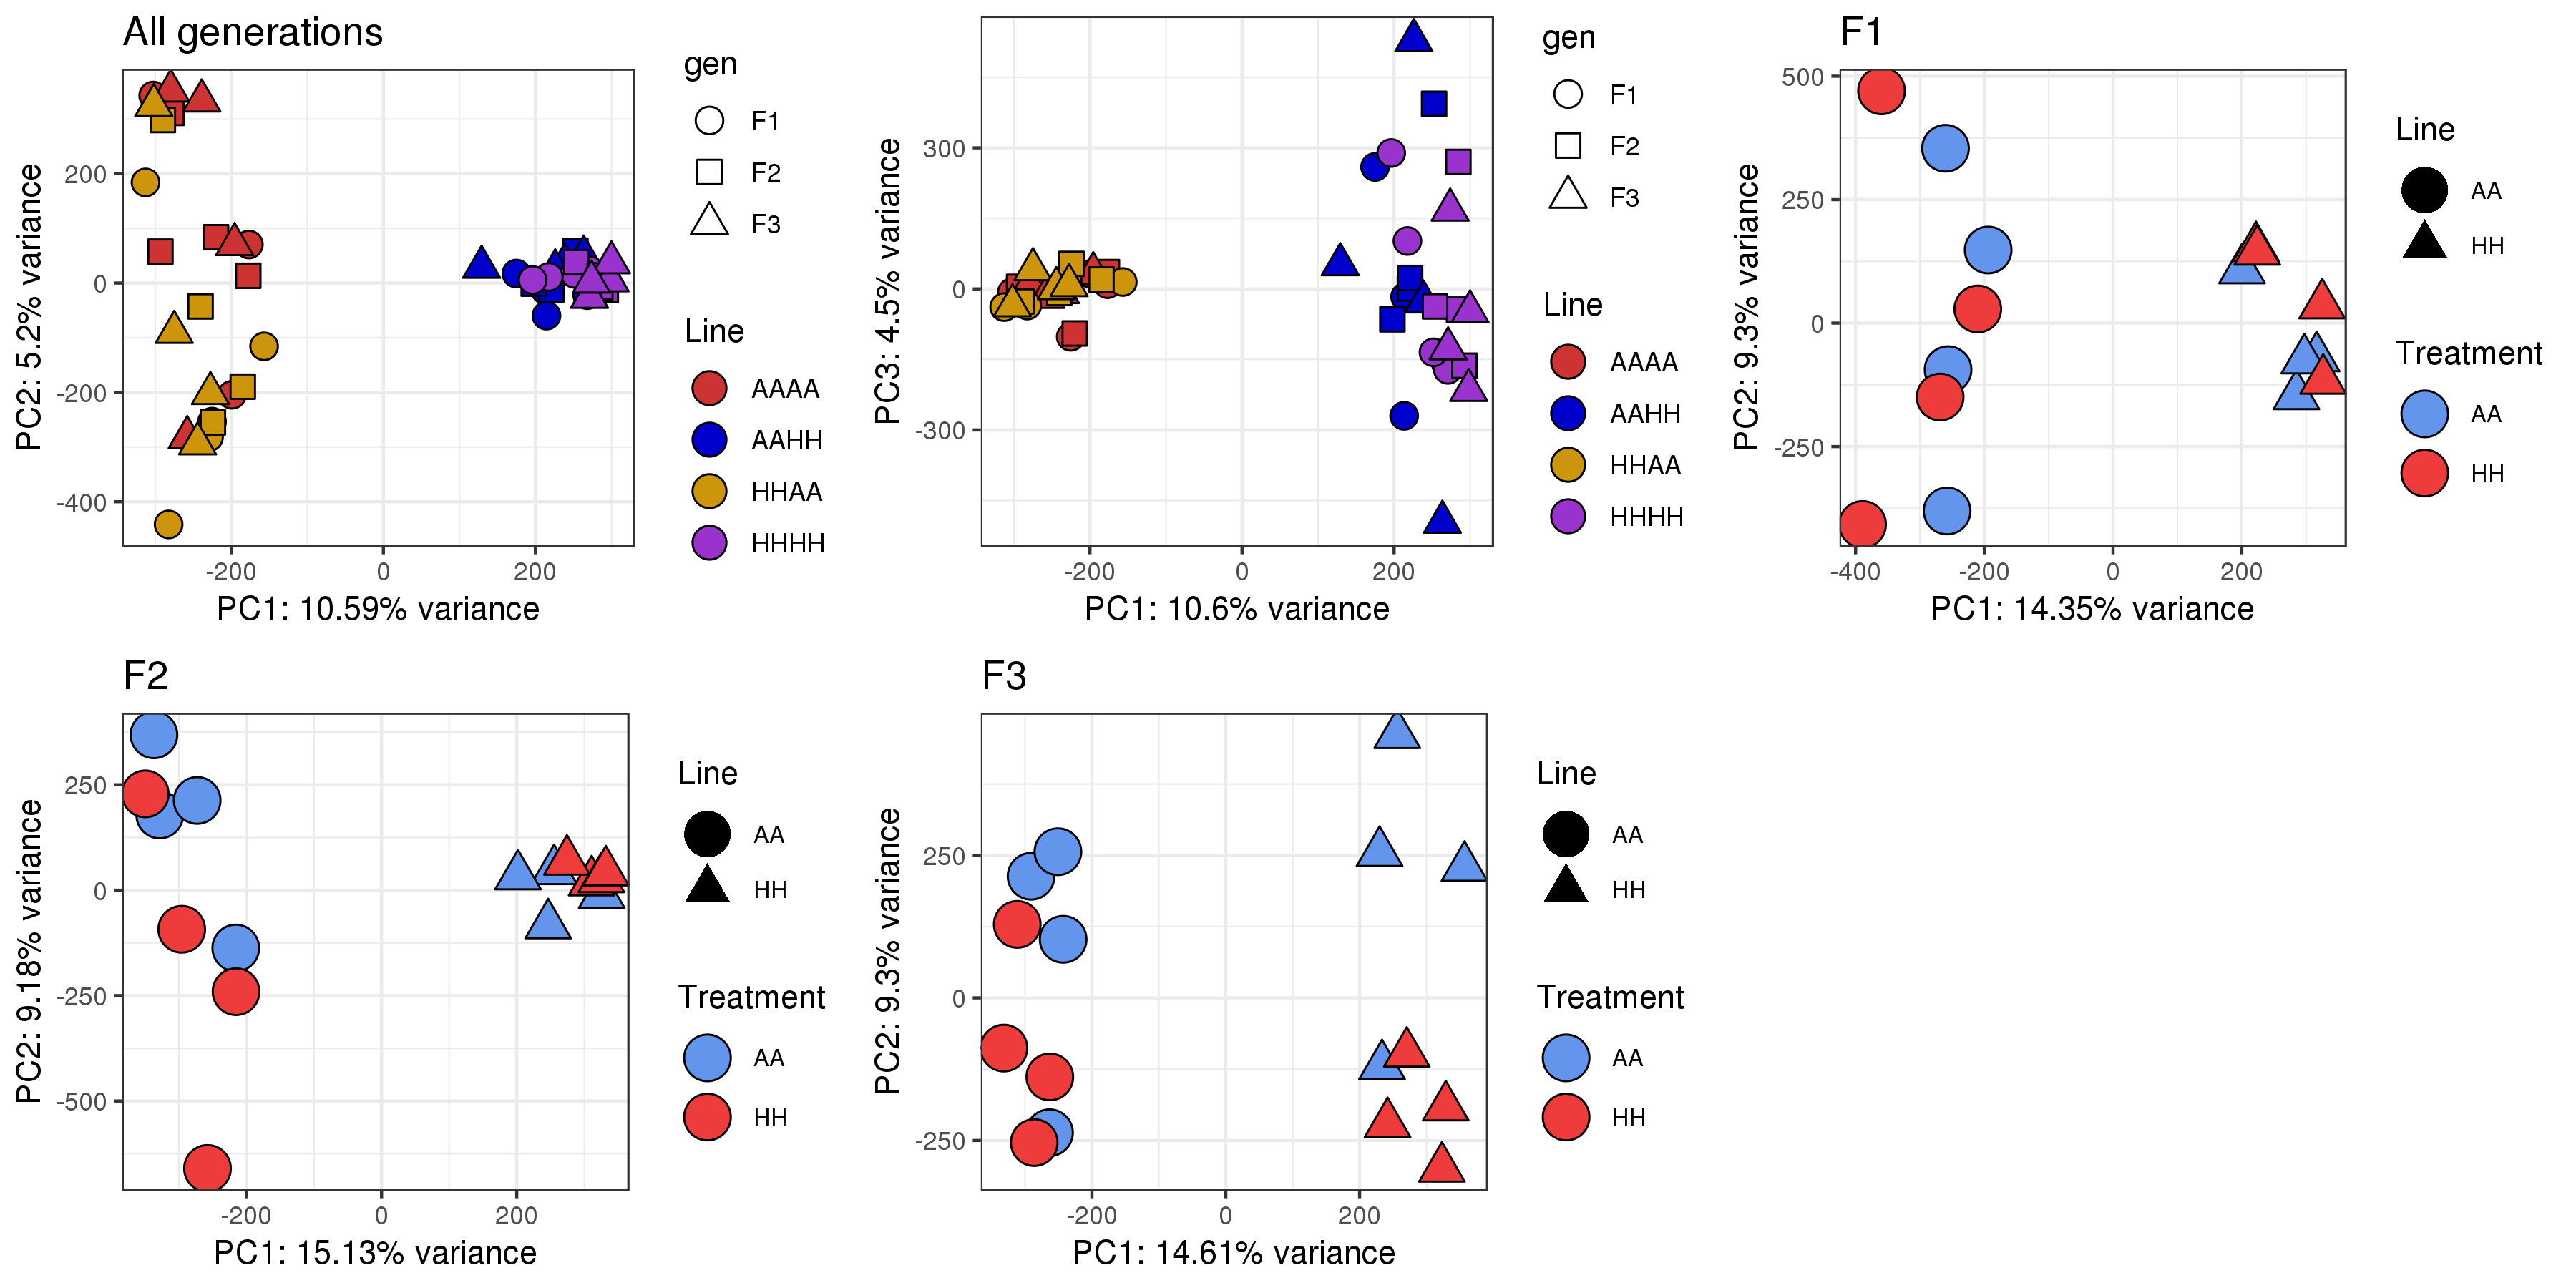 All generations
PC2: 5.2% variance
200
0
-200
-400
-200
0
200
PC1: 10.59% variance
gen
F1
F2
F3
Line
AAAA
AAHH
HHAA
HHHH
PC3: 4.5% variance
300
0
-300
-200
0
200
PC1: 10.6% variance
gen
F1
F2
F3
Line
AAAA
AAHH
HHAA
HHHH
F1
PC2: 9.3% variance
500
250
0
-250
-400
-200
0
200
PC1: 14.35% variance
Line
AA
HH
Treatment
AA
HH
F2
PC2: 9.18% variance
250
0
-250
-500
-200
0
200
PC1: 15.13% variance
Line
AA
HH
Treatment
AA
HH
F3
PC2: 9.3% variance
250
0
-250
-200
0
200
PC1: 14.61% variance
Line
AA
HH
Treatment
AA
HH